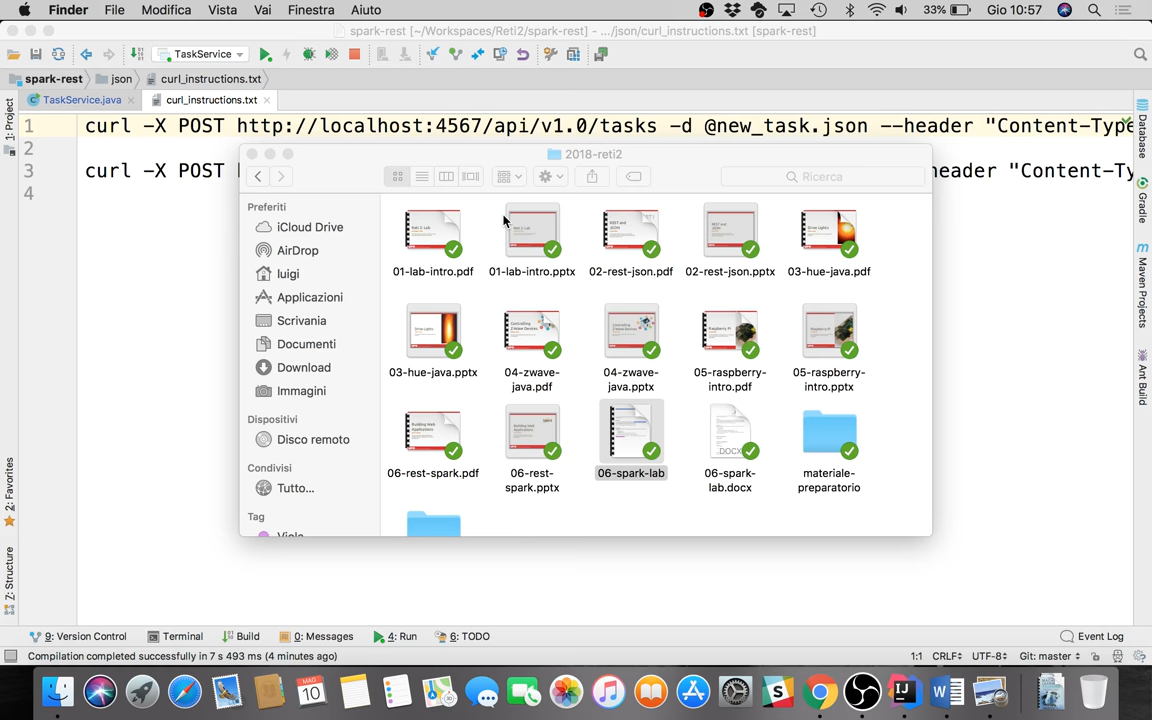 Finder File Modifica Vista Vai Finestra Aiuto 33% Gio 10:57
spark-rest [~/Workspaces/Reti2/spark-rest] - .../json/curl_instructions.txt [spark-rest]
TaskService
spark-rest json curl_instructions.txt
TaskService.java curl_instructions.txt
1 curl -X POST http://localhost:4567/api/v1.0/tasks -d @new_task.json --header "Content-Type
2
3 curl -X POST header "Content-Ty
4
2018-reti2
Ricerca
Preferiti
iCloud Drive
AirDrop
luigi
Applicazioni
Scrivania
Documenti
Download
Immagini
Dispositivi
Disco remoto
Condivisi
Tutto...
Tag
Viola
01-lab-intro.pdf 01-lab-intro.pptx 02-rest-json.pdf 02-rest-json.pptx 03-hue-java.pdf
03-hue-java.pptx 04-zwave-java.pdf 04-zwave-java.pptx 05-raspberry-intro.pdf 05-raspberry-intro.pptx
06-rest-spark.pdf 06-rest-spark.pptx 06-spark-lab 06-spark-lab.docx materiale-preparatorio
1: Project
2: Favorites
7: Structure
Database
Gradle
Maven Projects
Ant Build
9: Version Control Terminal Build 0: Messages 4: Run 6: TODO Event Log
Compilation completed successfully in 7 s 493 ms (4 minutes ago) 1:1 CRLF UTF-8 Git: master
MAG
10